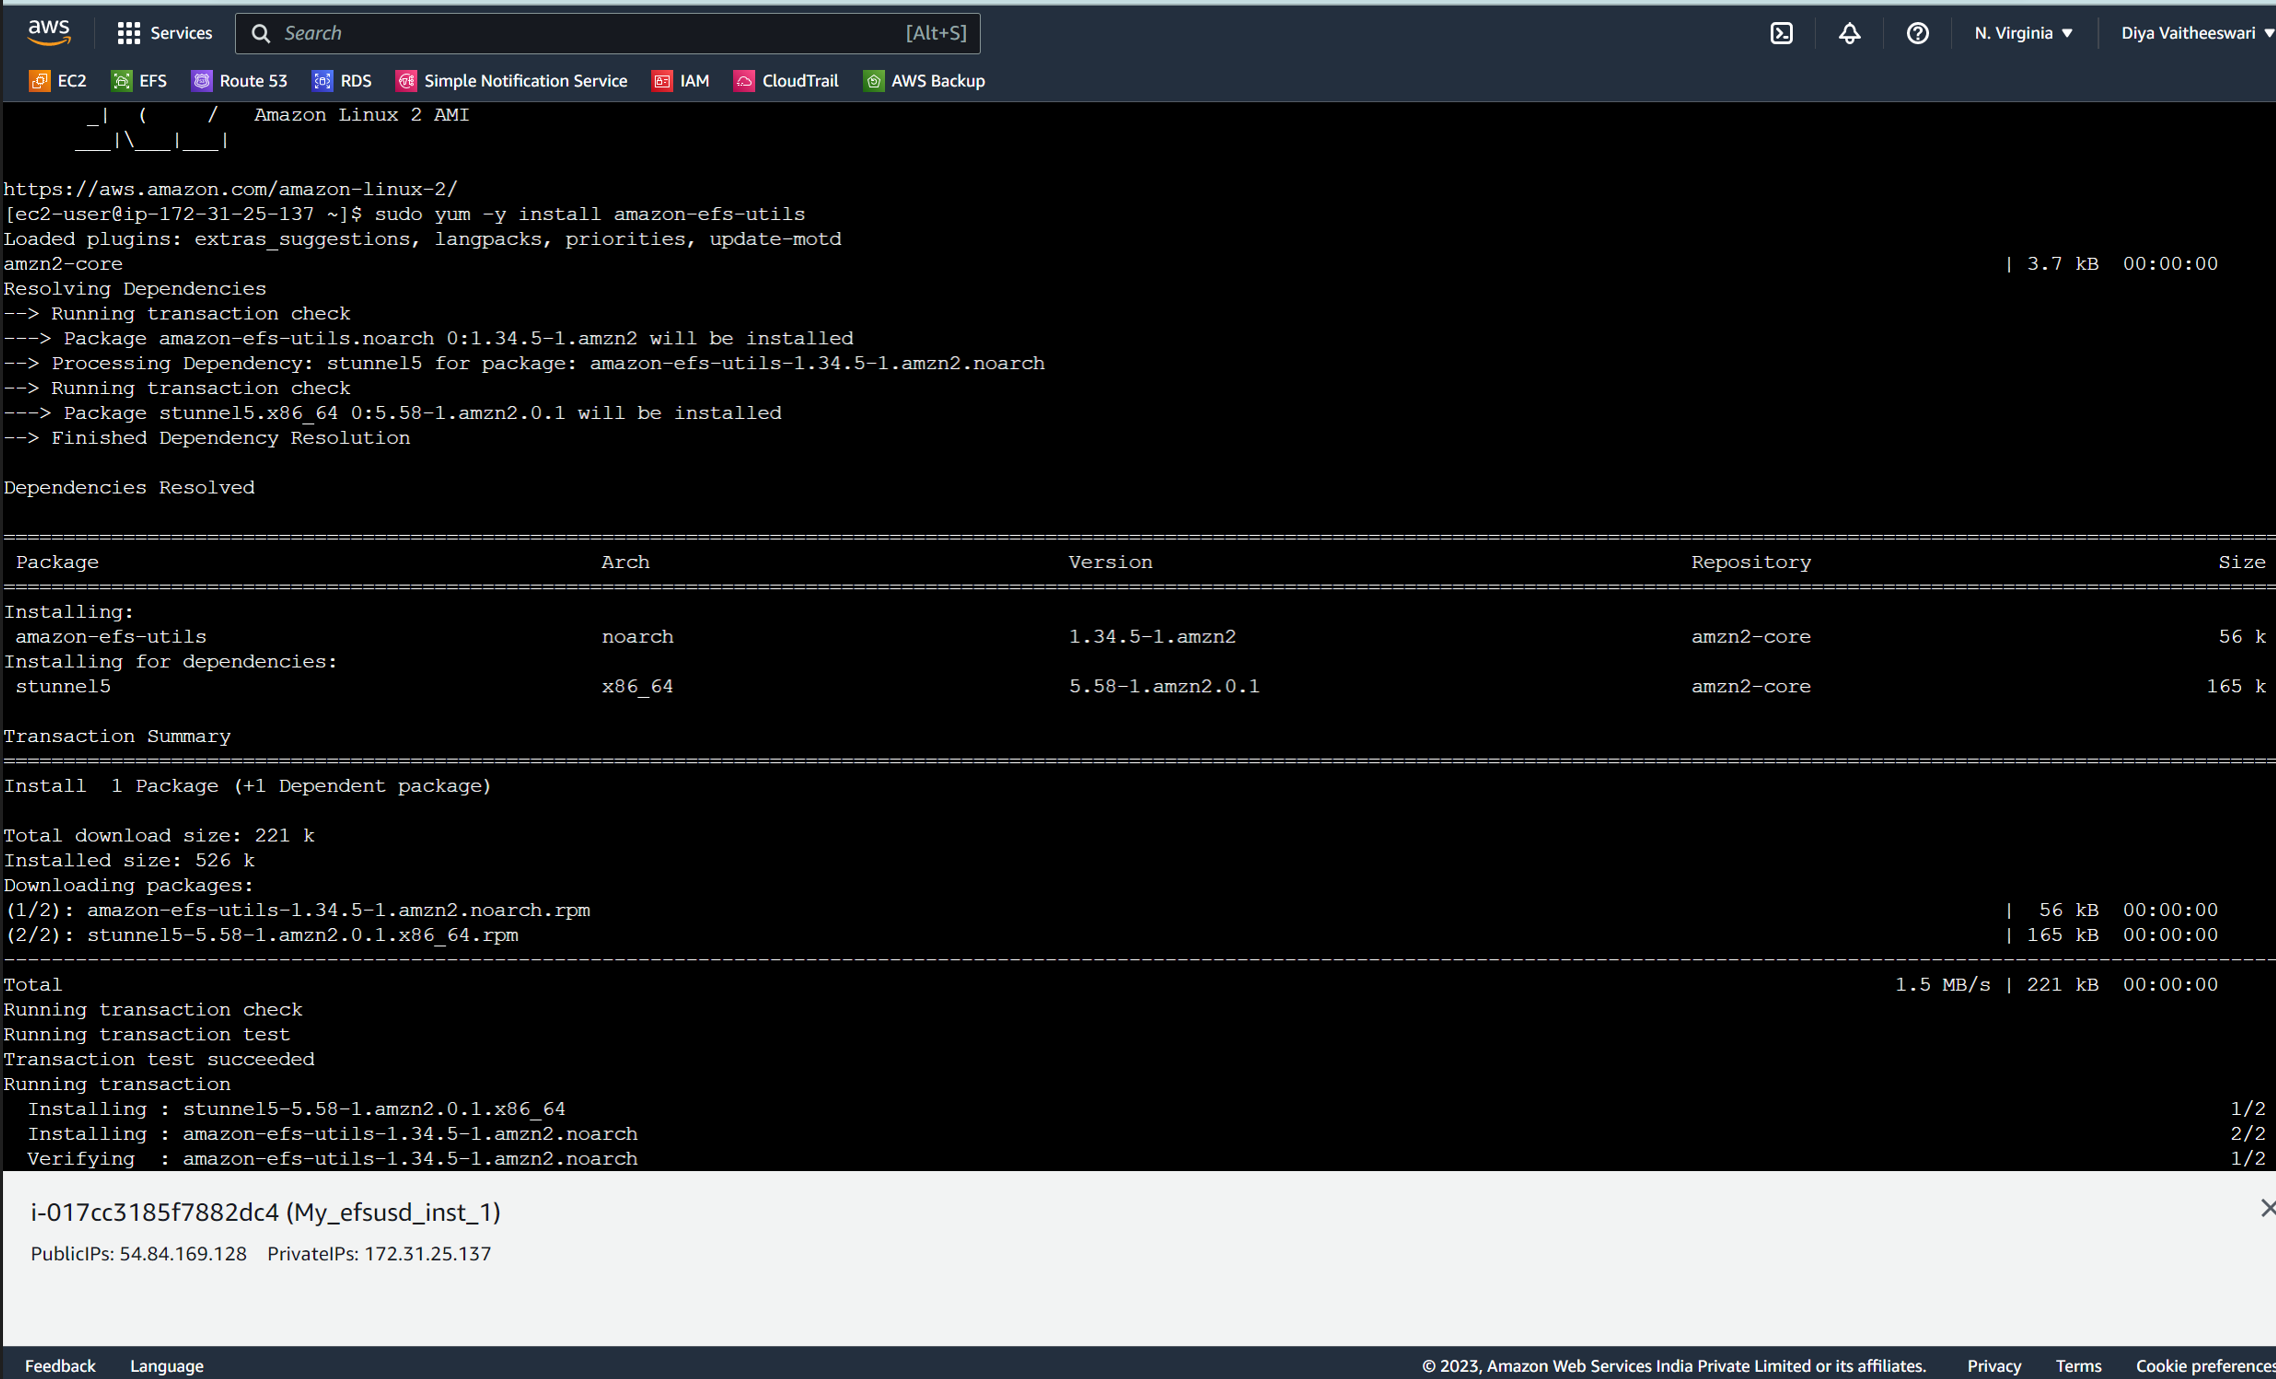 aws
Services
Search [Alt+S]
N. Virginia ▼
Diya Vaitheeswari ▼
EC2
EFS
Route 53
RDS
Simple Notification Service
IAM
CloudTrail
AWS Backup
_|  (     /   Amazon Linux 2 AMI
___|\___|___|
https://aws.amazon.com/amazon-linux-2/
[ec2-user@ip-172-31-25-137 ~]$ sudo yum -y install amazon-efs-utils
Loaded plugins: extras_suggestions, langpacks, priorities, update-motd
amzn2-core | 3.7 kB 00:00:00
Resolving Dependencies
--> Running transaction check
---> Package amazon-efs-utils.noarch 0:1.34.5-1.amzn2 will be installed
--> Processing Dependency: stunnel5 for package: amazon-efs-utils-1.34.5-1.amzn2.noarch
--> Running transaction check
---> Package stunnel5.x86_64 0:5.58-1.amzn2.0.1 will be installed
--> Finished Dependency Resolution
Dependencies Resolved
Package Arch Version Repository Size
Installing:
amazon-efs-utils noarch 1.34.5-1.amzn2 amzn2-core 56 k
Installing for dependencies:
stunnel5 x86_64 5.58-1.amzn2.0.1 amzn2-core 165 k
Transaction Summary
Install  1 Package (+1 Dependent package)
Total download size: 221 k
Installed size: 526 k
Downloading packages:
(1/2): amazon-efs-utils-1.34.5-1.amzn2.noarch.rpm | 56 kB 00:00:00
(2/2): stunnel5-5.58-1.amzn2.0.1.x86_64.rpm | 165 kB 00:00:00
Total 1.5 MB/s | 221 kB 00:00:00
Running transaction check
Running transaction test
Transaction test succeeded
Running transaction
Installing : stunnel5-5.58-1.amzn2.0.1.x86_64 1/2
Installing : amazon-efs-utils-1.34.5-1.amzn2.noarch 2/2
Verifying  : amazon-efs-utils-1.34.5-1.amzn2.noarch 1/2
i-017cc3185f7882dc4 (My_efsusd_inst_1)
PublicIPs: 54.84.169.128 PrivateIPs: 172.31.25.137
Feedback Language © 2023, Amazon Web Services India Private Limited or its affiliates. Privacy Terms Cookie preferences